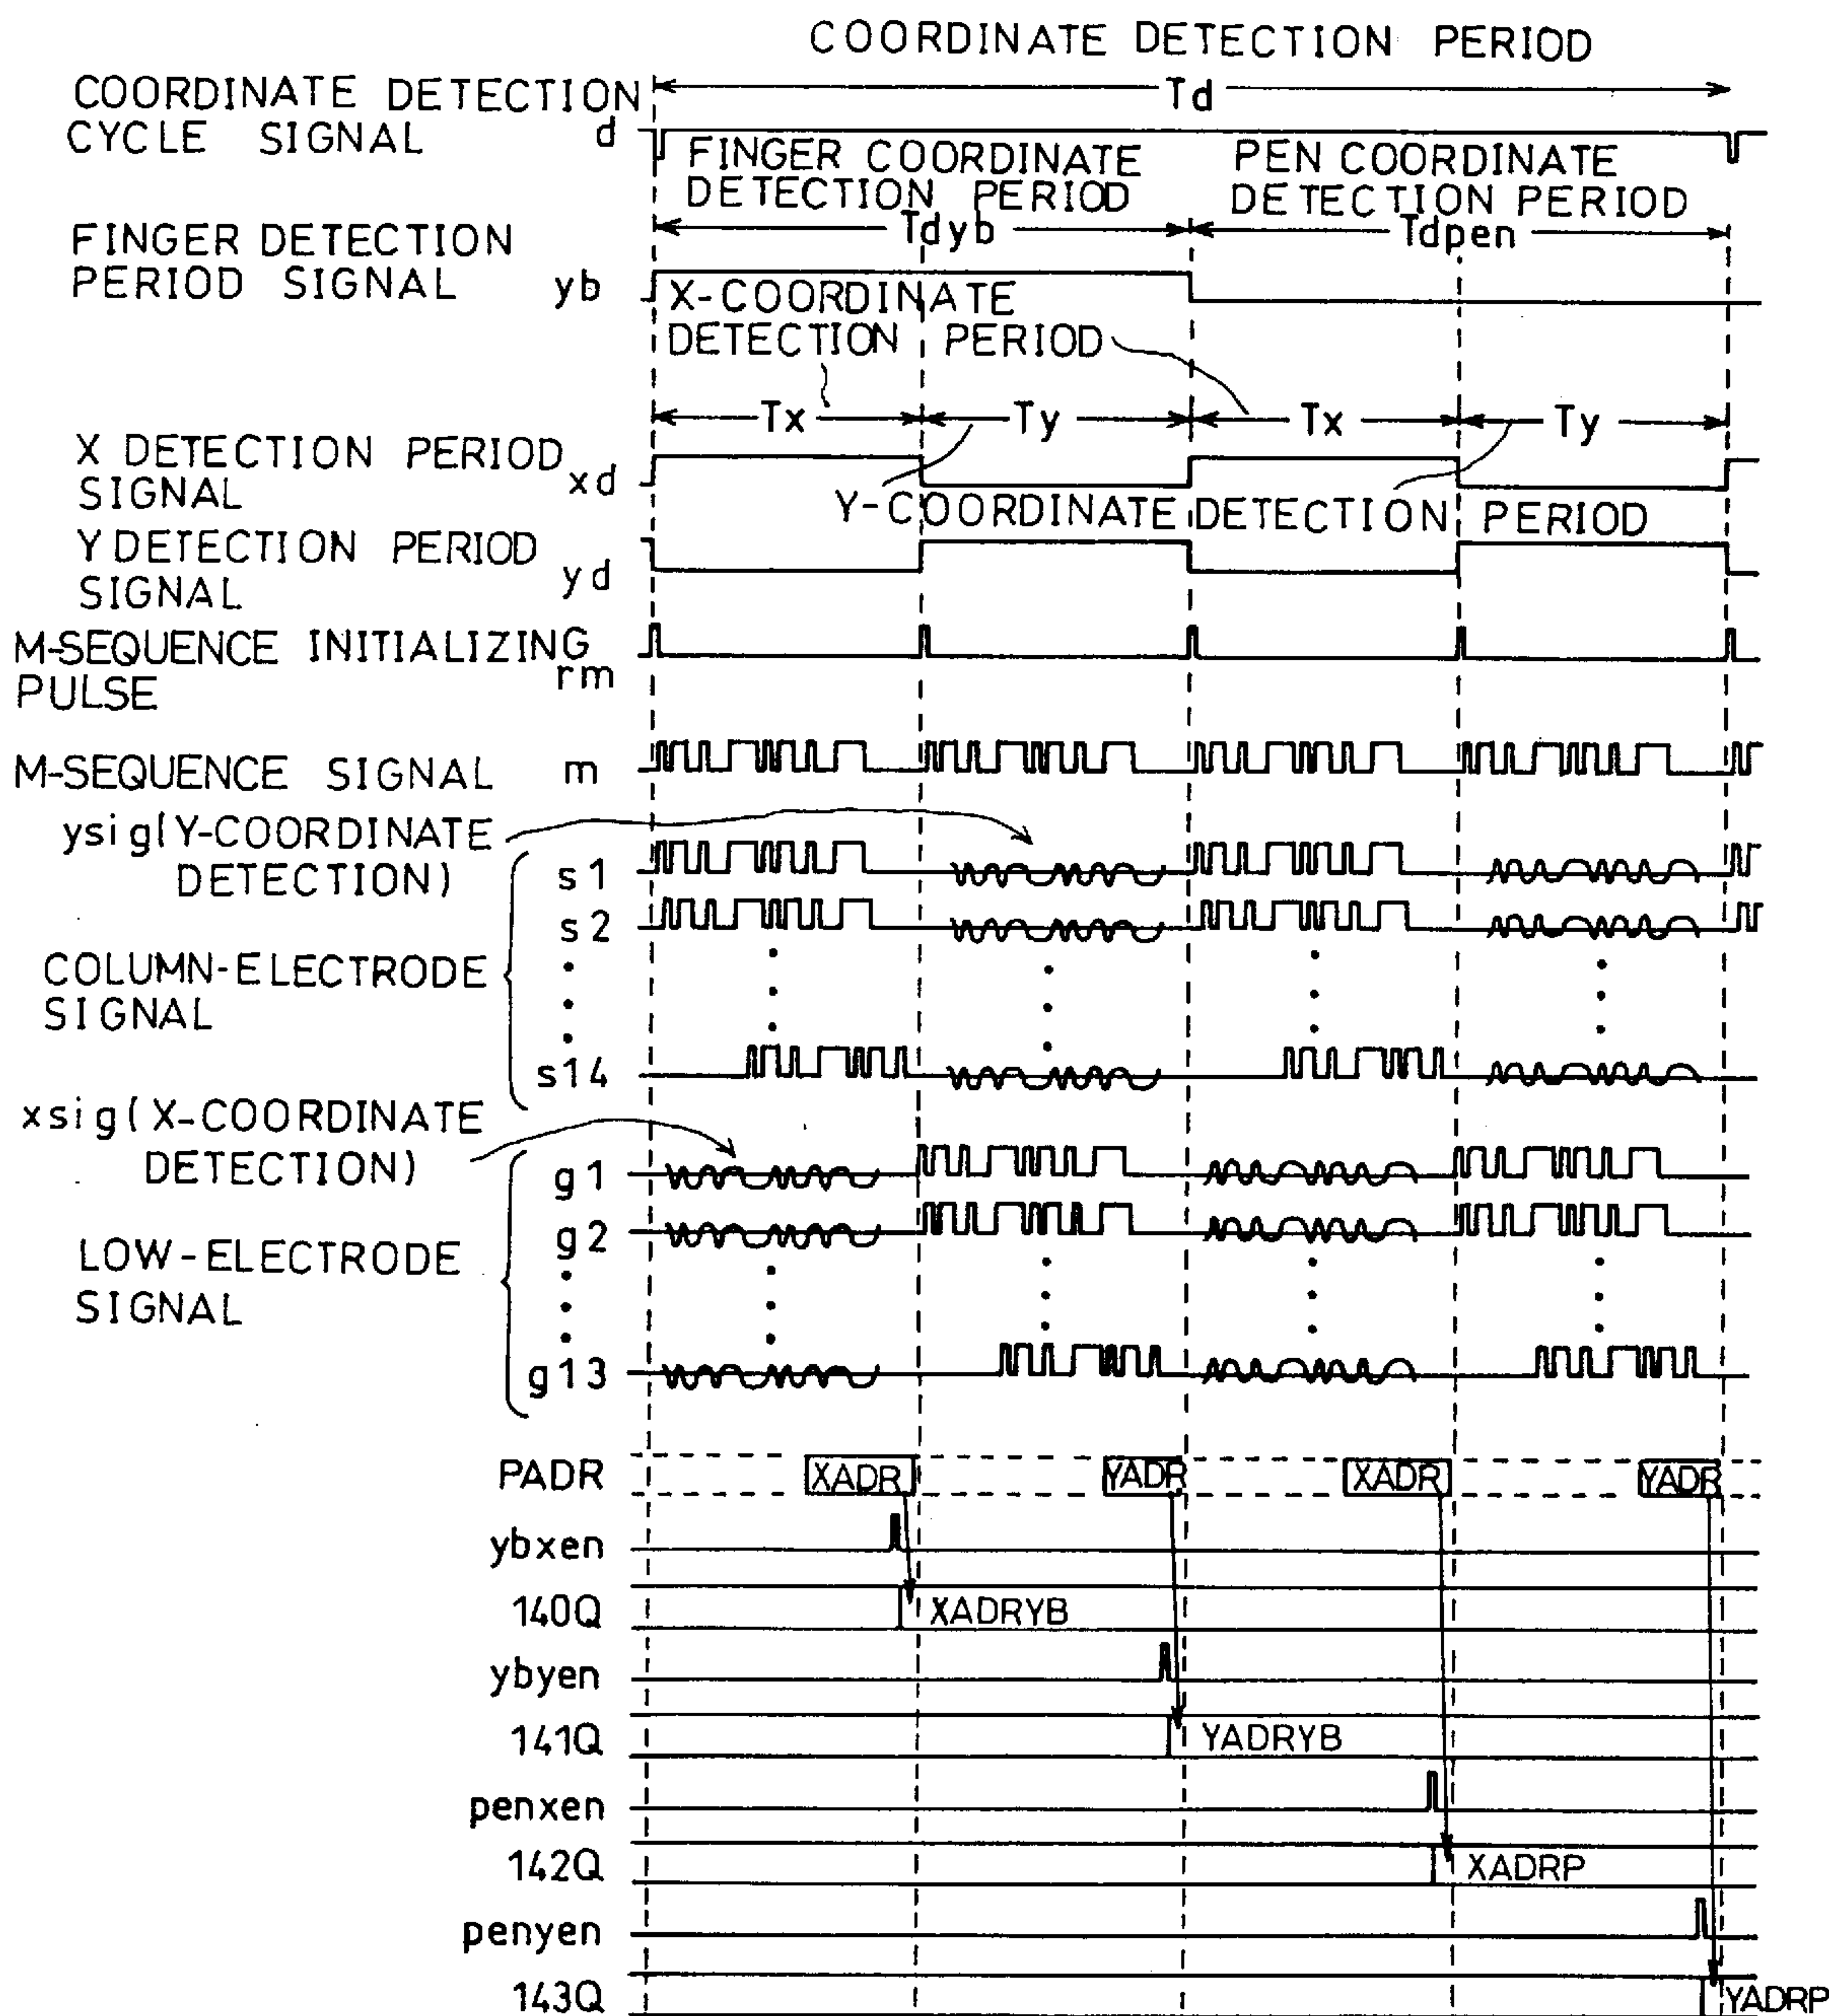 COORDINATE DETECTION PERIOD
COORDINATE DETECTION
CYCLE SIGNAL d
Td
FINGER COORDINATE
DETECTION PERIOD
PEN COORDINATE
DETECTION PERIOD
Tdyb
Tdpen
FINGER DETECTION
PERIOD SIGNAL yb
X-COORDINATE
DETECTION PERIOD
Tx Ty Tx Ty
X DETECTION PERIOD
SIGNAL xd
Y-COORDINATE DETECTION PERIOD
Y DETECTION PERIOD
SIGNAL yd
M-SEQUENCE INITIALIZING
PULSE rm
M-SEQUENCE SIGNAL m
ysig(Y-COORDINATE
DETECTION)
s1
s2
COLUMN-ELECTRODE
SIGNAL
s14
xsig(X-COORDINATE
DETECTION)
g1
g2
LOW-ELECTRODE
SIGNAL
g13
PADR XADR YADR XADR YADR
ybxen
140Q XADRYB
ybyen
141Q YADRYB
penxen
142Q XADRP
penyen
143Q YADRP